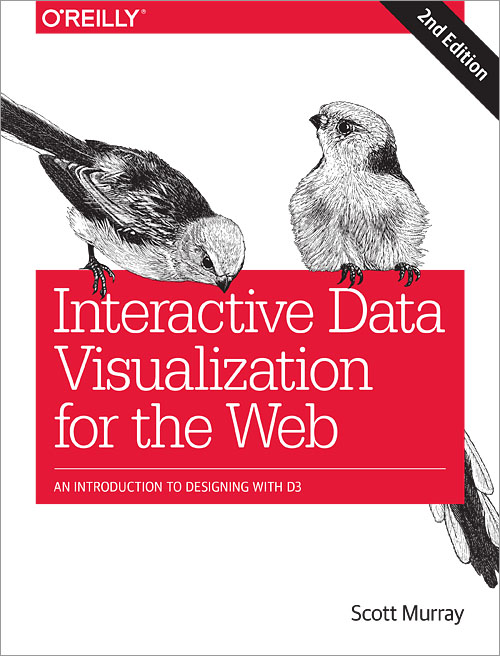 O'REILLY®
2nd Edition
Interactive Data
Visualization
for the Web
AN INTRODUCTION TO DESIGNING WITH D3
Scott Murray